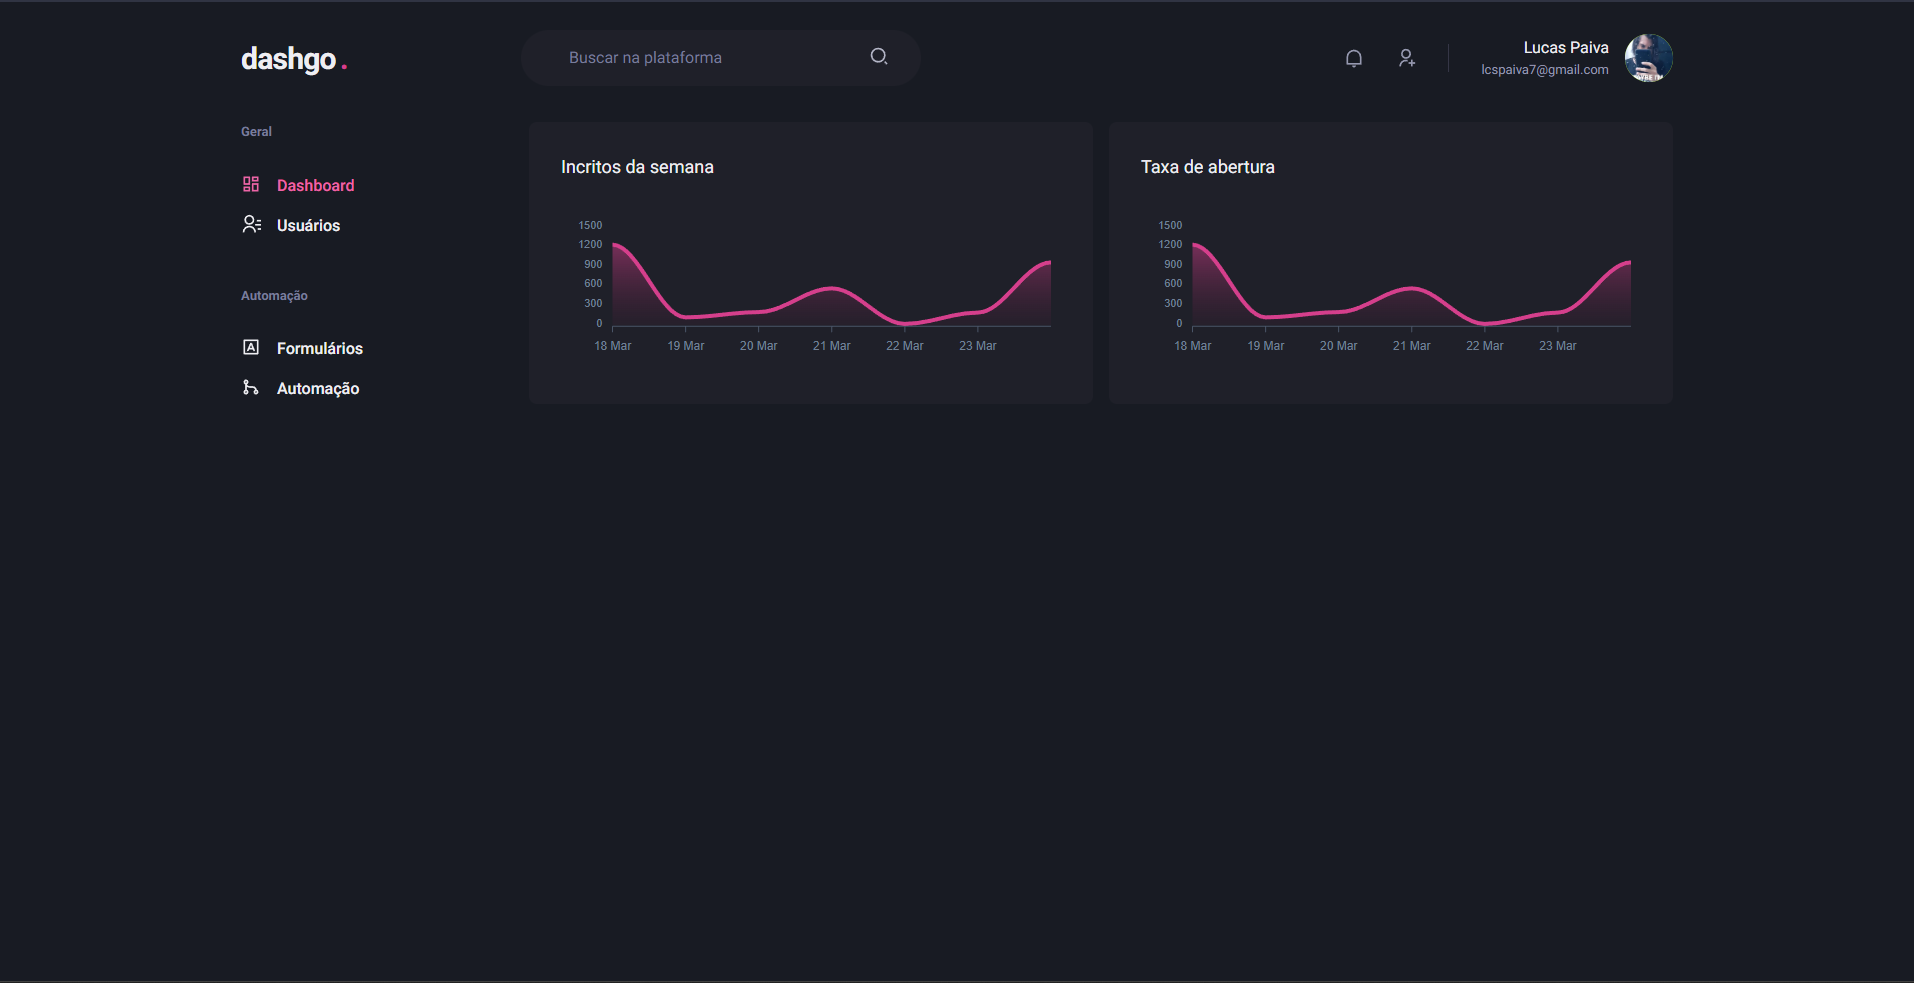 dashgo .
Buscar na plataforma
Lucas Paiva
lcspaiva7@gmail.com
Geral
Dashboard
Usuários
Automação
Formulários
Automação
Incritos da semana
1500
1200
900
600
300
0
18 Mar 19 Mar 20 Mar 21 Mar 22 Mar 23 Mar
Taxa de abertura
1500
1200
900
600
300
0
18 Mar 19 Mar 20 Mar 21 Mar 22 Mar 23 Mar